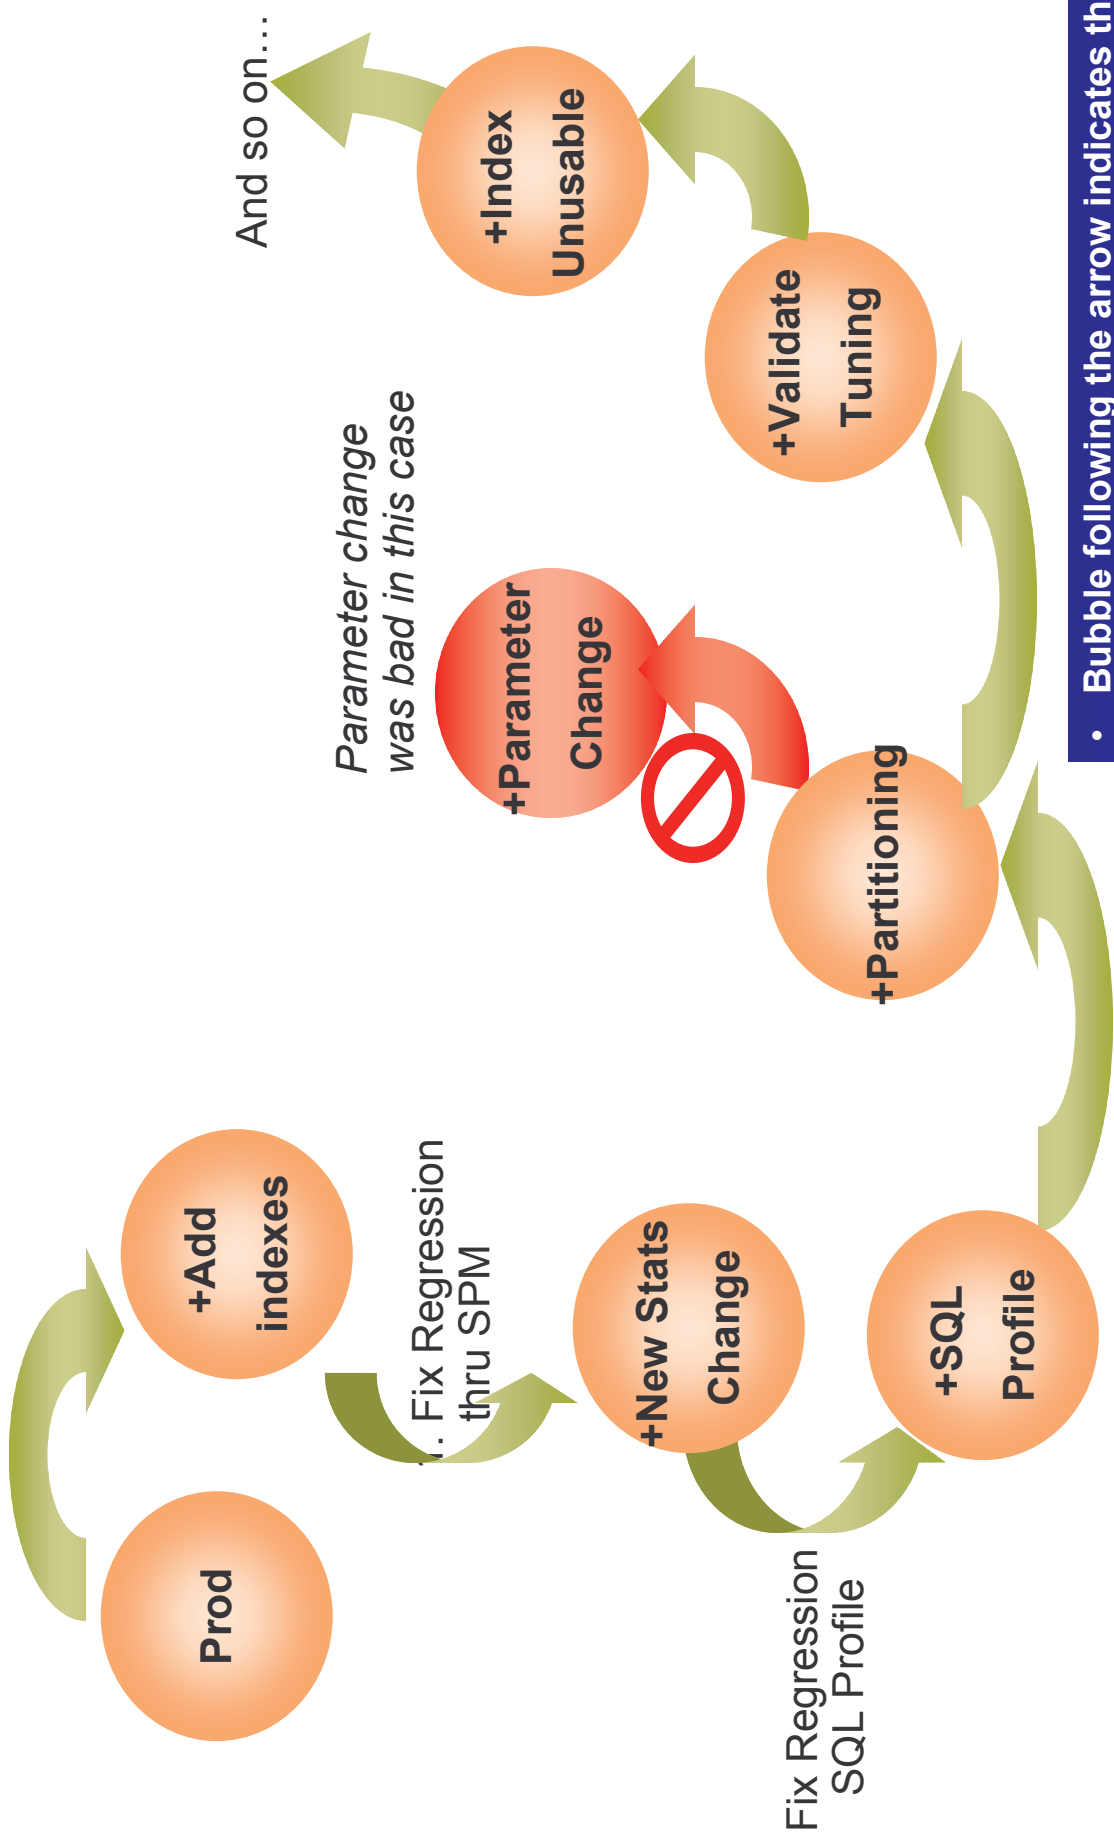 Prod
+Add
indexes
Fix Regression
thru SPM
+New Stats
Change
Fix Regression
SQL Profile
+SQL
Profile
+Partitioning
Parameter change
was bad in this case
+Parameter
Change
+Validate
Tuning
+Index
Unusable
And so on…
• Bubble following the arrow indicates th